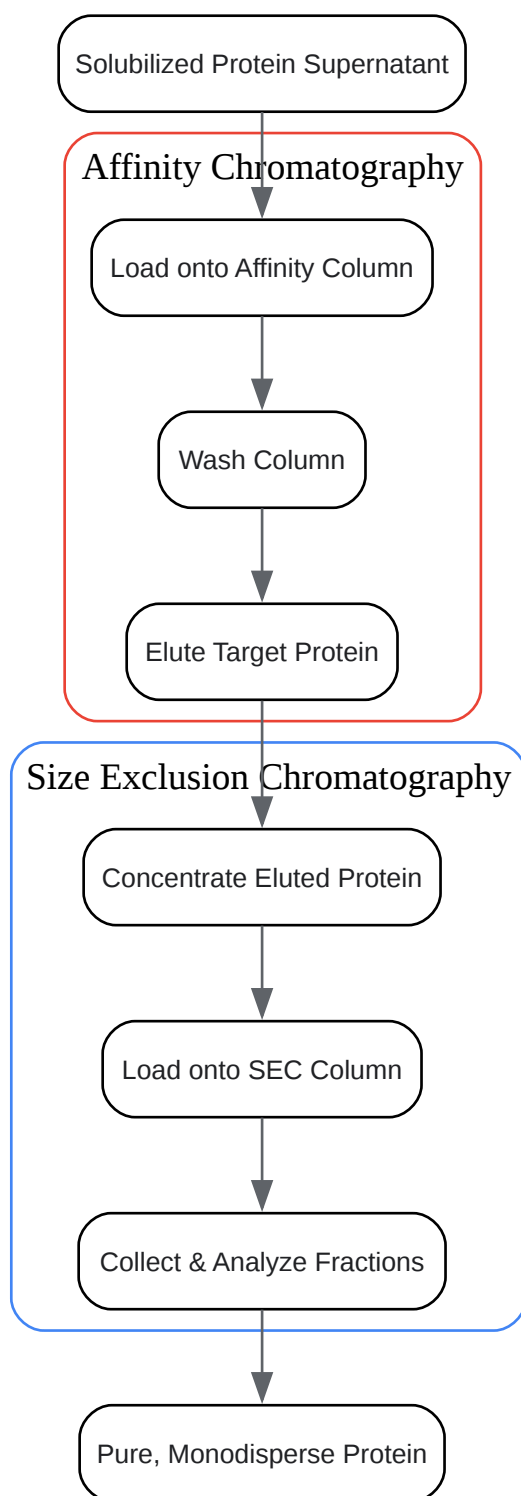 Solubilized Protein Supernatant
Affinity Chromatography
Load onto Affinity Column
Wash Column
Elute Target Protein
Size Exclusion Chromatography
Concentrate Eluted Protein
Load onto SEC Column
Collect & Analyze Fractions
Pure, Monodisperse Protein